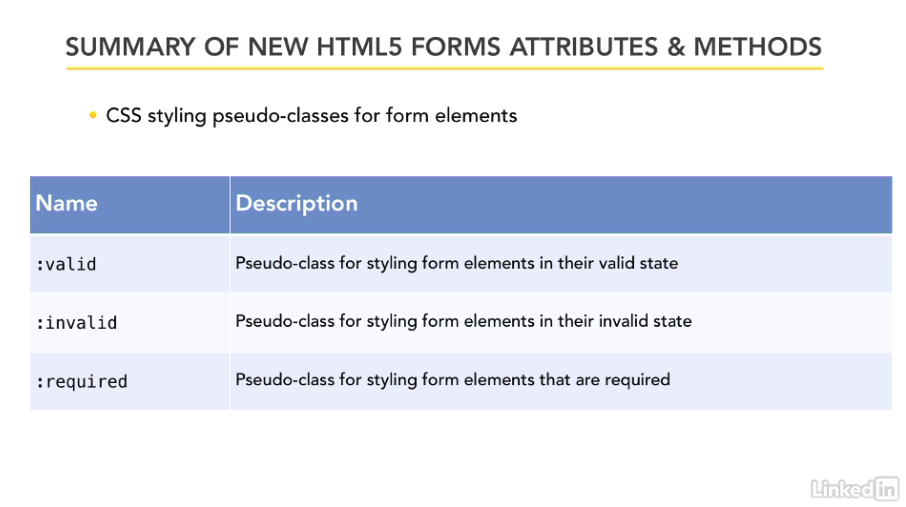 SUMMARY OF NEW HTML5 FORMS ATTRIBUTES & METHODS
• CSS styling pseudo-classes for form elements
Name Description
:valid Pseudo-class for styling form elements in their valid state
:invalid Pseudo-class for styling form elements in their invalid state
:required Pseudo-class for styling form elements that are required
Linked in